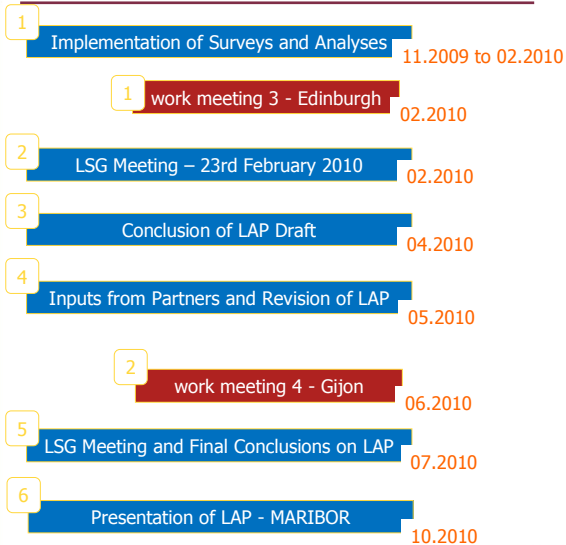 1
Implementation of Surveys and Analyses
11.2009 to 02.2010
1
work meeting 3 - Edinburgh
02.2010
2
LSG Meeting – 23rd February 2010
02.2010
3
Conclusion of LAP Draft
04.2010
4
Inputs from Partners and Revision of LAP
05.2010
2
work meeting 4 - Gijon
06.2010
5
LSG Meeting and Final Conclusions on LAP
07.2010
6
Presentation of LAP - MARIBOR
10.2010